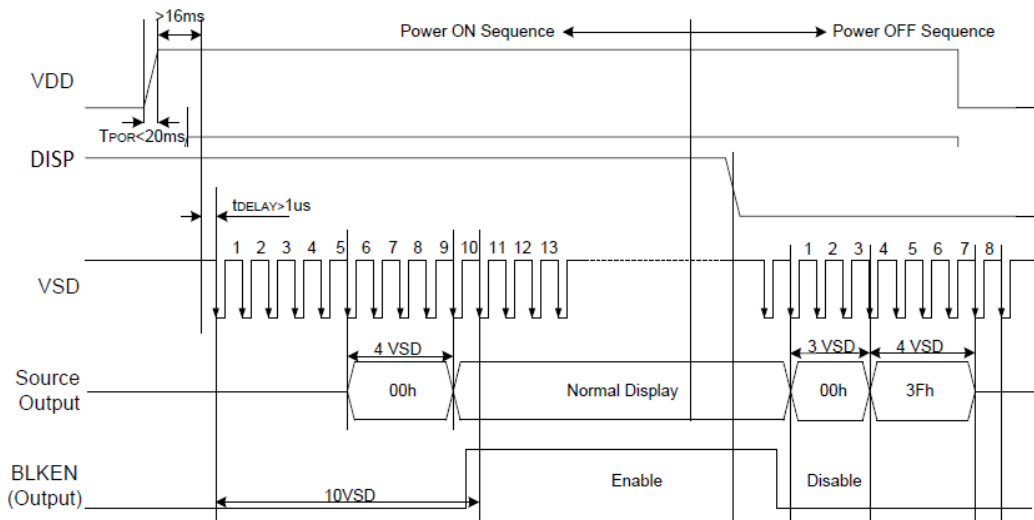 >16ms
Power ON Sequence
Power OFF Sequence
VDD
TPOR<20ms
DISP
tDELAY>1us
1 2 3 4 5 6 7 8 9 10 11 12 13
1 2 3 4 5 6 7 8
VSD
4 VSD
3 VSD
4 VSD
Source
Output
00h
Normal Display
00h
3Fh
BLKEN
(Output)
10VSD
Enable
Disable